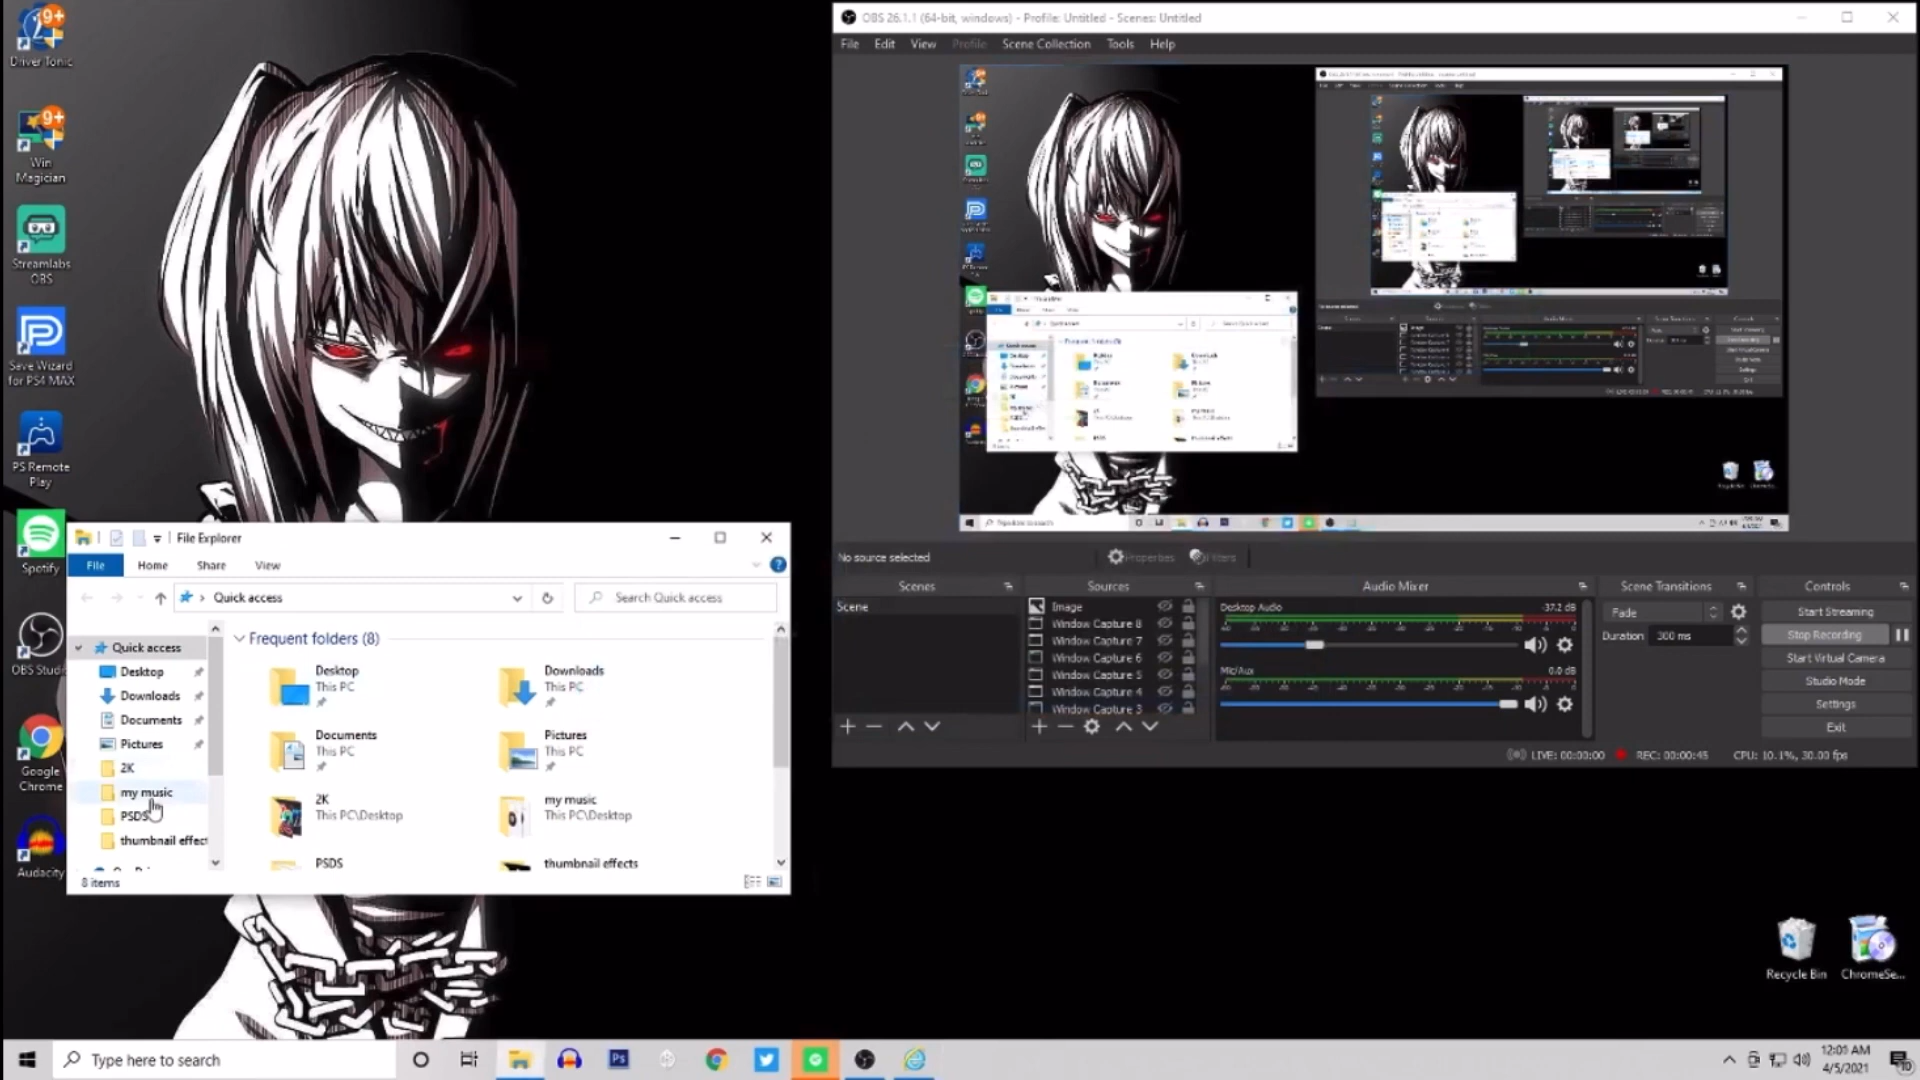 Driver Tonic
Win
Magician
Streamlabs
OBS
Save Wizard
for PS4 MAX
PS Remote
Play
Spotify
OBS Studi
Google
Chrome
Audacity
File Explorer
File
Home
Share
View
Quick access
Search Quick access
Quick access
Desktop
Downloads
Documents
Pictures
2K
my music
PSDS
thumbnail effect
Frequent folders (8)
Desktop
This PC
Downloads
This PC
Documents
This PC
Pictures
This PC
2K
This PC\Desktop
my music
This PC\Desktop
PSDS
thumbnail effects
8 items
OBS 26.1.1 (64-bit, windows) - Profile: Untitled - Scenes: Untitled
File
Edit
View
Profile
Scene Collection
Tools
Help
No source selected
Properties
Filters
Scenes
Sources
Audio Mixer
Scene Transitions
Controls
Scene
Image
Window Capture 8
Window Capture 7
Window Capture 6
Window Capture 5
Window Capture 4
Window Capture 3
Desktop Audio
-37.2 dB
Mic/Aux
0.0 dB
Fade
Duration
300 ms
Start Streaming
Stop Recording
Start Virtual Camera
Studio Mode
Settings
Exit
LIVE: 00:00:00
REC: 00:00:45
CPU: 10.1%, 30.00 fps
Recycle Bin
ChromeSe...
Type here to search
Ps
12:01 AM
4/5/2021